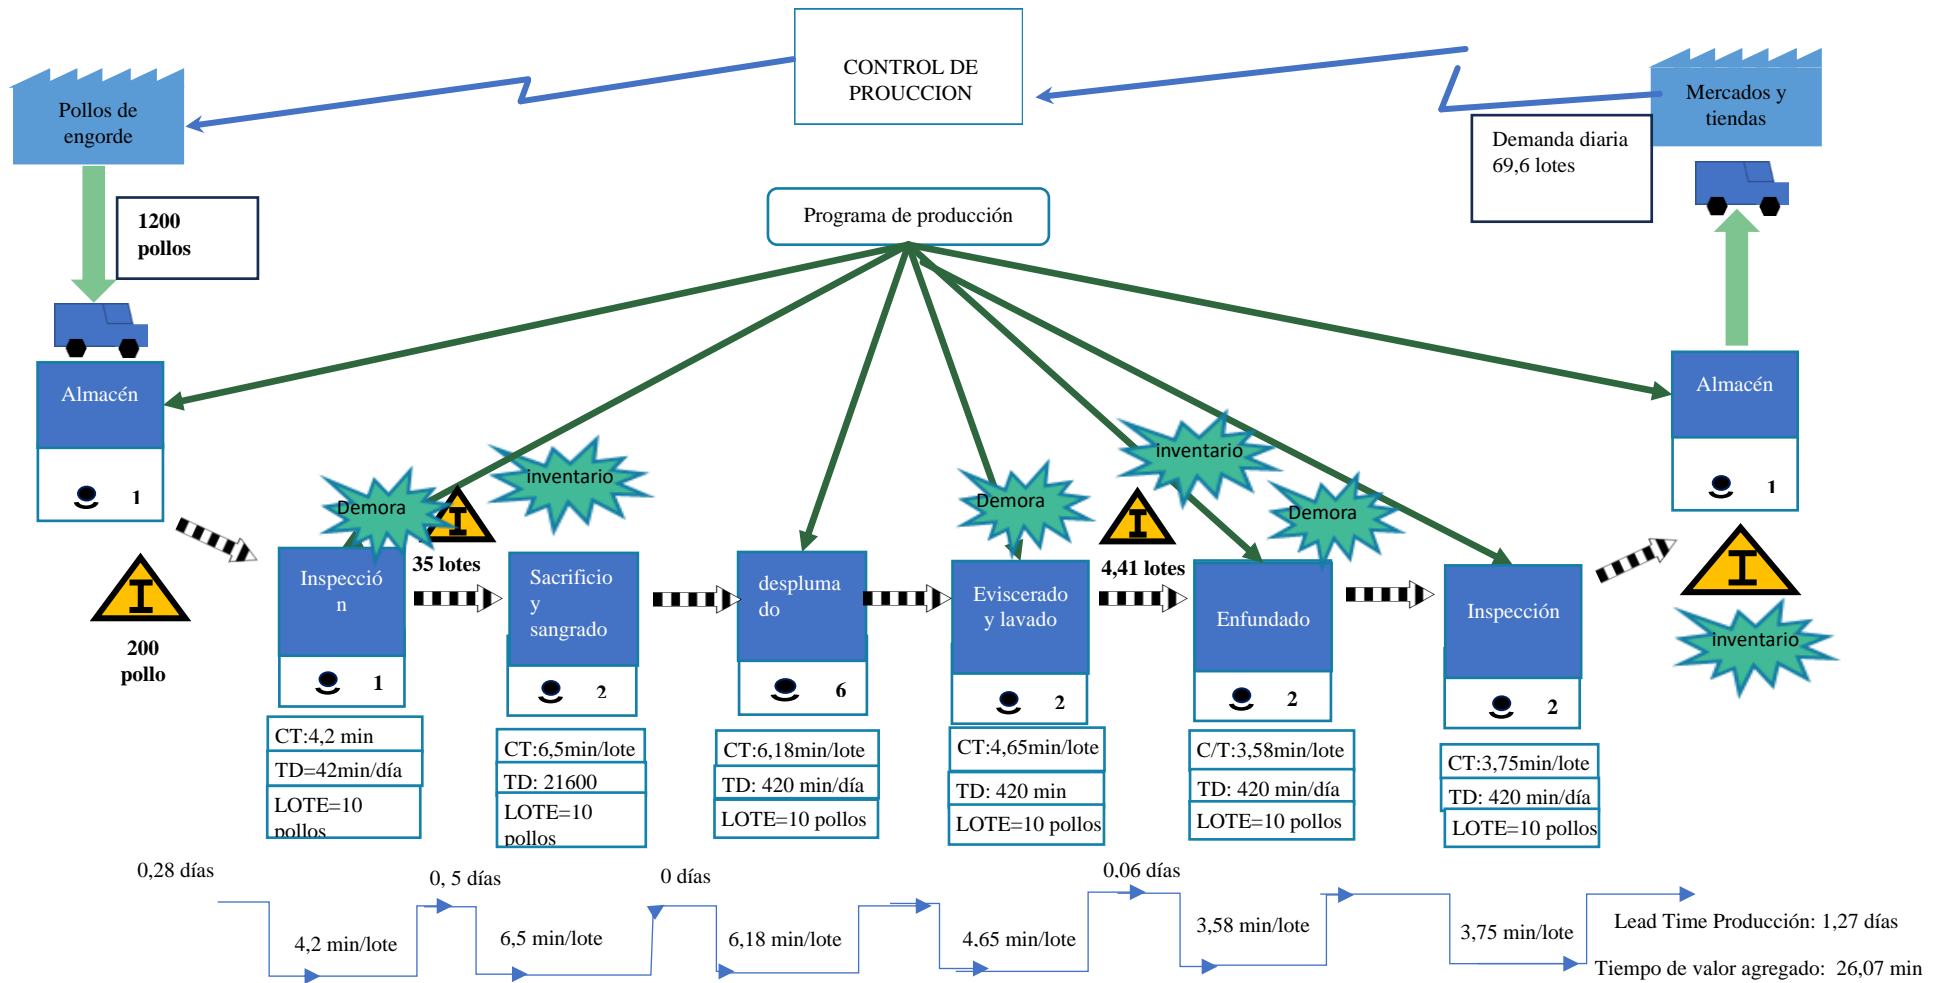 CONTROL DE
PROUCCION
Pollos de
engorde
Mercados y
tiendas
Demanda diaria
69,6 lotes
1200
pollos
Programa de producción
Almacén
1
Almacén
1
inventario
inventario
Demora
Demora
Demora
inventario
200
pollo
35 lotes
4,41 lotes
Inspecció
n
1
CT:4,2 min
TD=42min/día
LOTE=10
pollos
Sacrificio
y
sangrado
2
CT:6,5min/lote
TD: 21600
LOTE=10
pollos
despluma
do
6
CT:6,18min/lote
TD: 420 min/día
LOTE=10 pollos
Eviscerado
y lavado
2
CT:4,65min/lote
TD: 420 min
LOTE=10 pollos
Enfundado
2
C/T:3,58min/lote
TD: 420 min/día
LOTE=10 pollos
Inspección
2
CT:3,75min/lote
TD: 420 min/día
LOTE=10 pollos
0,28 días
0, 5 días
0 días
0,06 días
4,2 min/lote
6,5 min/lote
6,18 min/lote
4,65 min/lote
3,58 min/lote
3,75 min/lote
Lead Time Producción: 1,27 días
Tiempo de valor agregado: 26,07 min